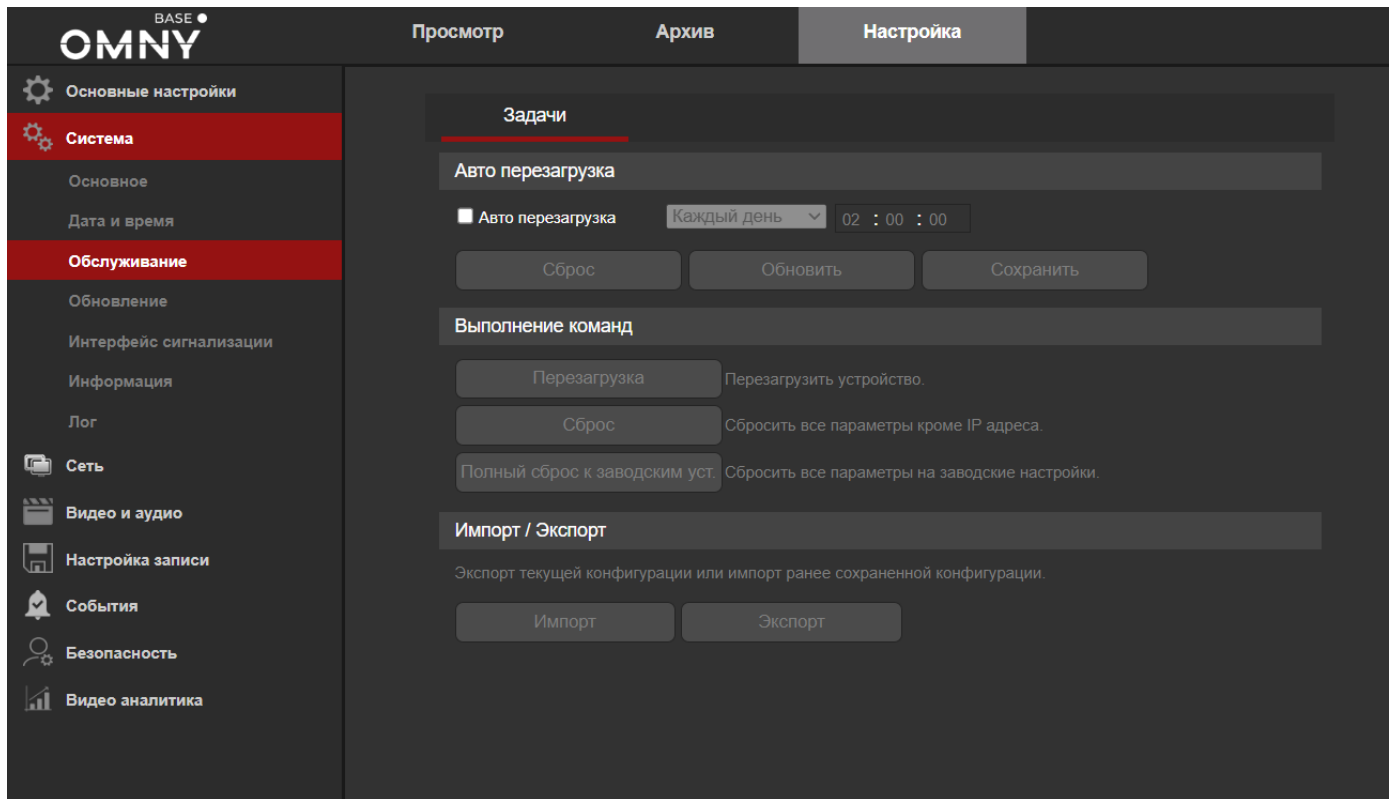 BASE
OMNY
Просмотр
Архив
Настройка
Основные настройки
Система
Основное
Дата и время
Обслуживание
Обновление
Интерфейс сигнализации
Информация
Лог
Сеть
Видео и аудио
Настройка записи
События
Безопасность
Видео аналитика
Задачи
Авто перезагрузка
Авто перезагрузка Каждый день 02 : 00 : 00
Сброс Обновить Сохранить
Выполнение команд
Перезагрузка Перезагрузить устройство.
Сброс Сбросить все параметры кроме IP адреса.
Полный сброс к заводским уст. Сбросить все параметры на заводские настройки.
Импорт / Экспорт
Экспорт текущей конфигурации или импорт ранее сохраненной конфигурации.
Импорт Экспорт